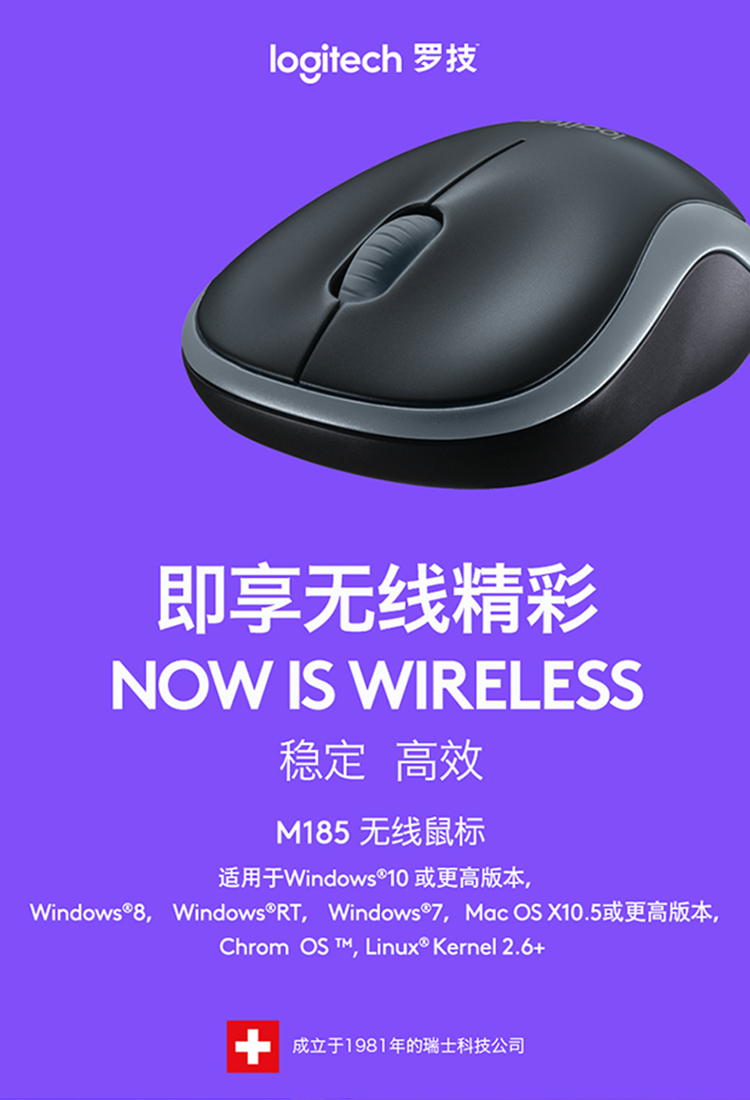 logitech 罗技™
logitech
即享无线精彩
NOW IS WIRELESS
稳定 高效
M185 无线鼠标
适用于Windows®10 或更高版本,
Windows®8, Windows®RT, Windows®7, Mac OS X10.5或更高版本,
Chrom OS ™, Linux® Kernel 2.6+
成立于1981年的瑞士科技公司